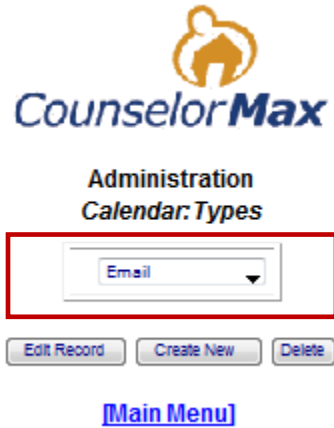 CounselorMax
Administration
Calendar: Types
Email
Edit Record Create New Delete
[Main Menu]